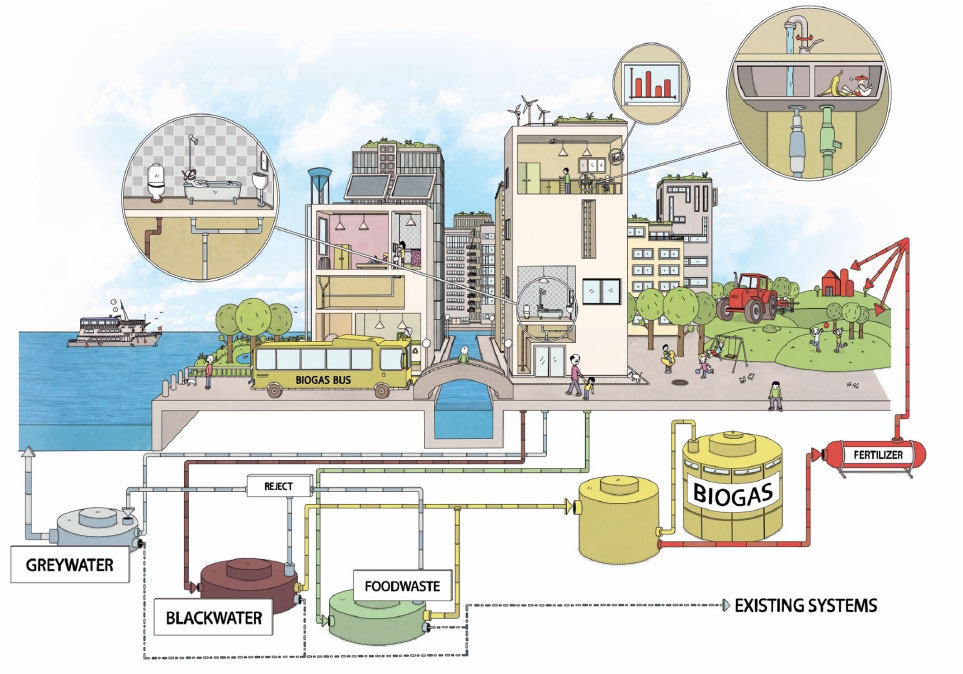 BIOGAS BUS
REJECT
FERTILIZER
BIOGAS
GREYWATER
FOODWASTE
BLACKWATER
EXISTING SYSTEMS